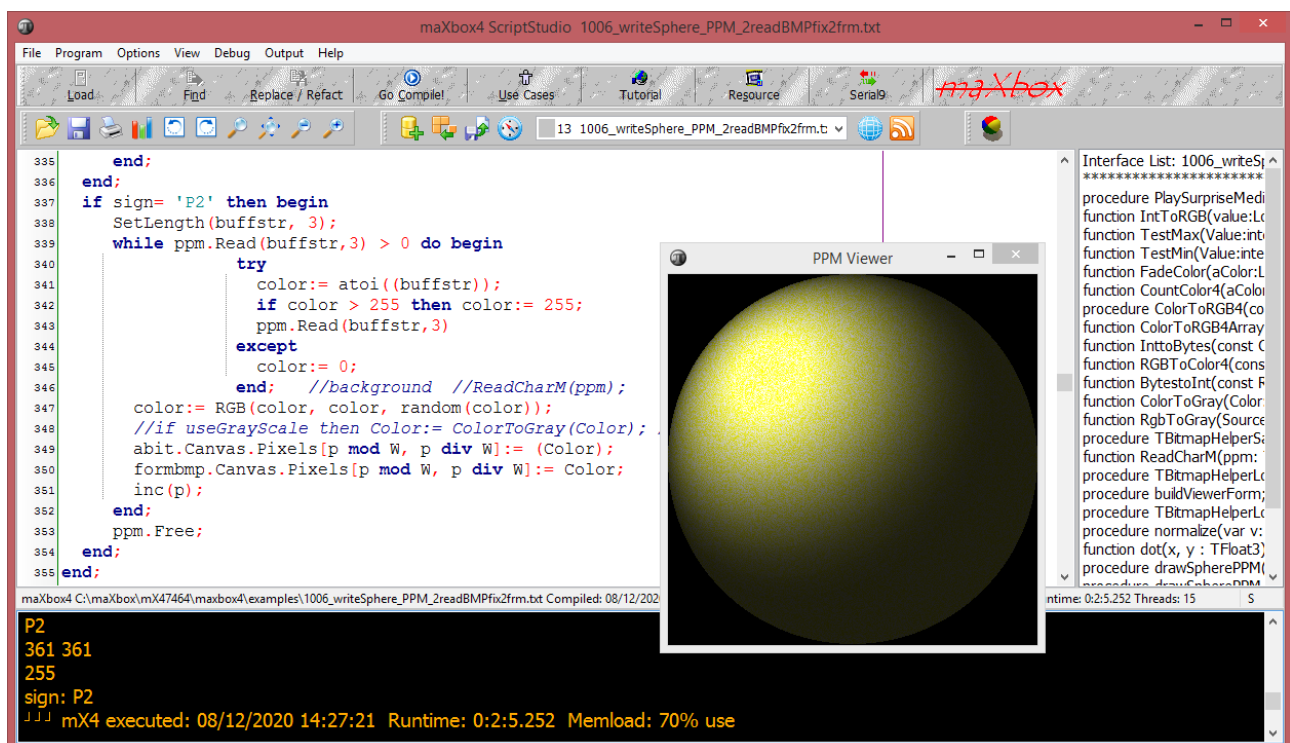 maXbox4 ScriptStudio 1006_writeSphere_PPM_2readBMPfix2frm.txt
File Program Options View Debug Output Help
Load Find Replace / Refact Go Compile! Use Cases Tutorial Resource Serial9 maXbox
13 1006_writeSphere_PPM_2readBMPfix2frm.t
335 end;
336 end;
337 if sign= 'P2' then begin
338 SetLength(buffstr, 3);
339 while ppm.Read(buffstr,3) > 0 do begin
340 try
341 color:= atoi((buffstr));
342 if color > 255 then color:= 255;
343 ppm.Read(buffstr,3)
344 except
345 color:= 0;
346 end; //background //ReadCharM(ppm);
347 color:= RGB(color, color, random(color));
348 //if useGrayScale then Color:= ColorToGray(Color);
349 abit.Canvas.Pixels[p mod W, p div W]:= (Color);
350 formbmp.Canvas.Pixels[p mod W, p div W]:= Color;
351 inc(p);
352 end;
353 ppm.Free;
354 end;
355 end;
PPM Viewer
Interface List: 1006_writeSp
***********************
procedure PlaySurpriseMedi
function IntToRGB(value:Lo
function TestMax(Value:inte
function TestMin(Value:inte
function FadeColor(aColor:L
function CountColor4(aColor
procedure ColorToRGB4(co
function ColorToRGB4Array
function InttoBytes(const
function RGBToColor4(cons
function BytestoInt(const R
function ColorToGray(Color
function RgbToGray(Source
procedure TBitmapHelperSa
function ReadCharM(ppm:
procedure TBitmapHelperLo
procedure buildViewerForm;
procedure TBitmapHelperLo
procedure normalize(var v:
function dot(x, y : TFloat3)
procedure drawSpherePPM(
procedure drawSpherePPM
maXbox4 C:\maXbox\mX47464\maxbox4\examples\1006_writeSphere_PPM_2readBMPfix2frm.txt Compiled: 08/12/202 ntime: 0:2:5.252 Threads: 15 S
P2
361 361
255
sign: P2
mX4 executed: 08/12/2020 14:27:21 Runtime: 0:2:5.252 Memload: 70% use